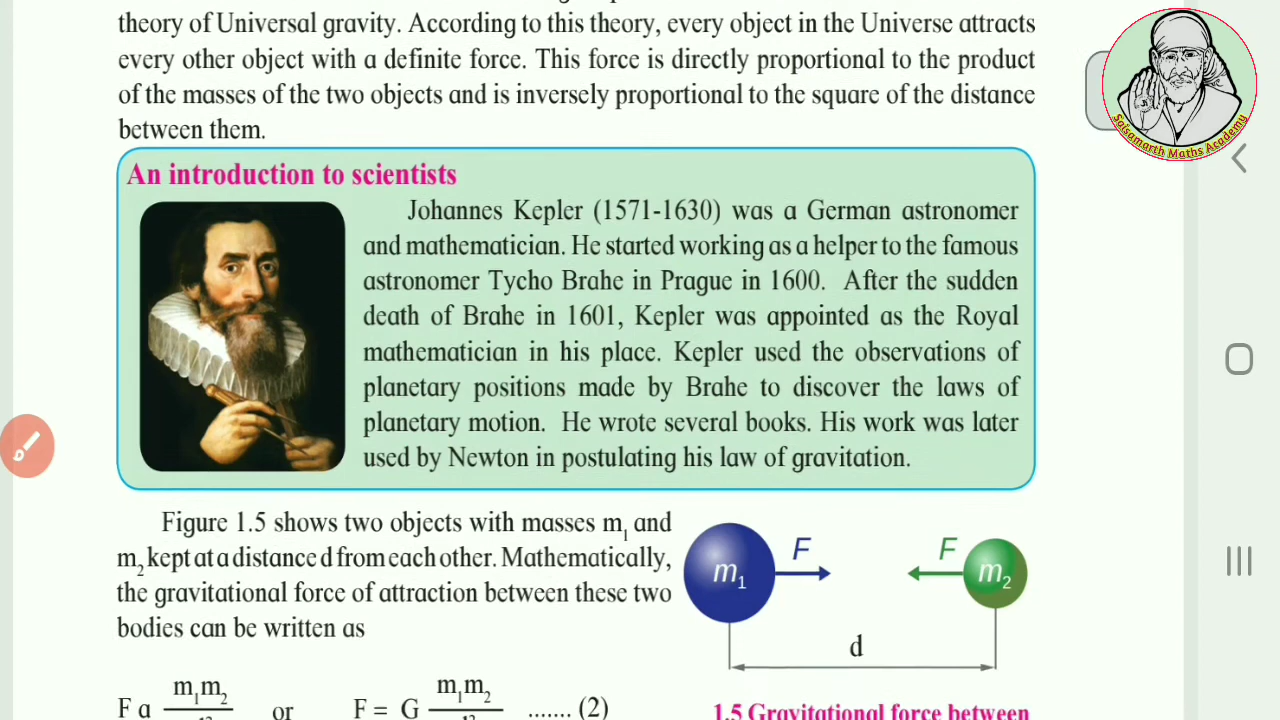 theory of Universal gravity. According to this theory, every object in the Universe attracts
every other object with a definite force. This force is directly proportional to the product
of the masses of the two objects and is inversely proportional to the square of the distance
between them.
An introduction to scientists
Johannes Kepler (1571-1630) was a German astronomer
and mathematician. He started working as a helper to the famous
astronomer Tycho Brahe in Prague in 1600. After the sudden
death of Brahe in 1601, Kepler was appointed as the Royal
mathematician in his place. Kepler used the observations of
planetary positions made by Brahe to discover the laws of
planetary motion. He wrote several books. His work was later
used by Newton in postulating his law of gravitation.
Figure 1.5 shows two objects with masses m₁ and
m₂ kept at a distance d from each other. Mathematically,
the gravitational force of attraction between these two
bodies can be written as
m₁m₂ m₁m₂
F α or F = G ....... (2)
F F
m₁ m₂
d
1.5 Gravitational force between
Saisamarth Maths Academy